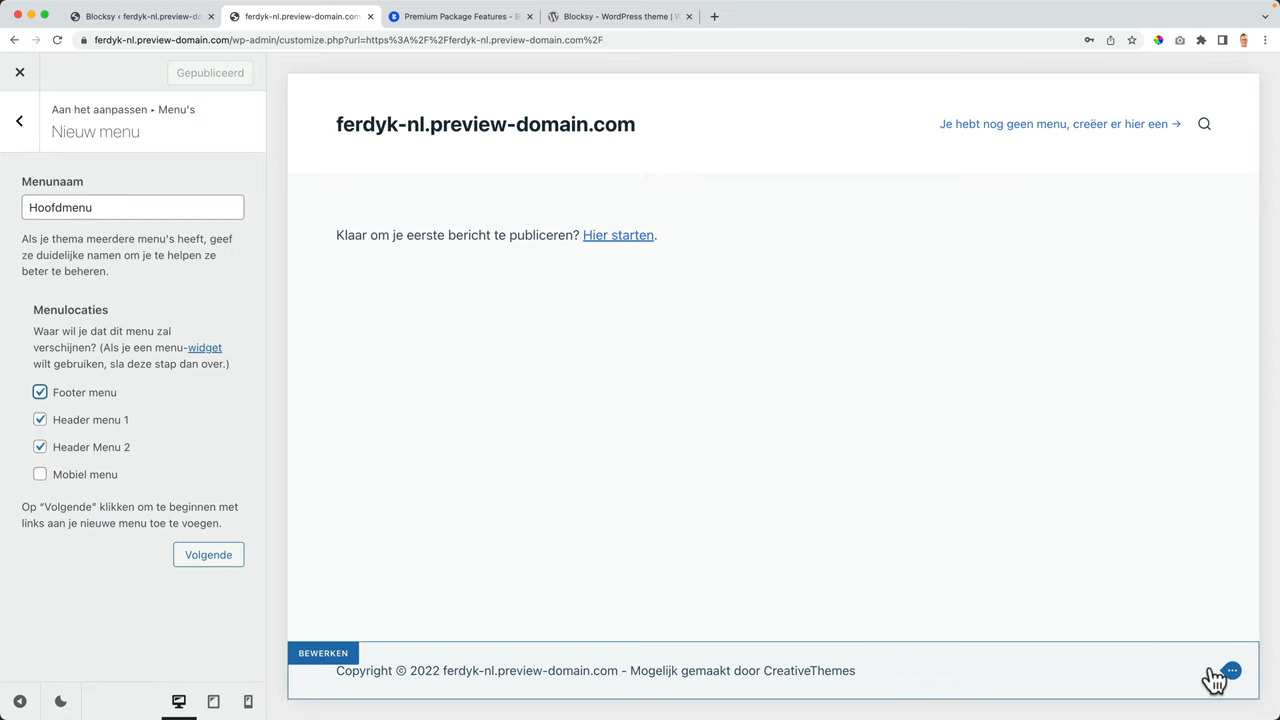 Blocksy ‹ ferdyk-nl.preview-do
ferdyk-nl.preview-domain.com
Premium Package Features - B
Blocksy - WordPress theme | W
ferdyk-nl.preview-domain.com/wp-admin/customize.php?url=https%3A%2F%2Fferdyk-nl.preview-domain.com%2F
Gepubliceerd
Aan het aanpassen ▸ Menu's
Nieuw menu
Menunaam
Hoofdmenu
Als je thema meerdere menu's heeft, geef
ze duidelijke namen om je te helpen ze
beter te beheren.
Menulocaties
Waar wil je dat dit menu zal
verschijnen? (Als je een menu-widget
wilt gebruiken, sla deze stap dan over.)
Footer menu
Header menu 1
Header Menu 2
Mobiel menu
Op “Volgende” klikken om te beginnen met
links aan je nieuwe menu toe te voegen.
Volgende
ferdyk-nl.preview-domain.com
Je hebt nog geen menu, creëer er hier een →
Klaar om je eerste bericht te publiceren? Hier starten.
BEWERKEN
Copyright © 2022 ferdyk-nl.preview-domain.com - Mogelijk gemaakt door CreativeThemes